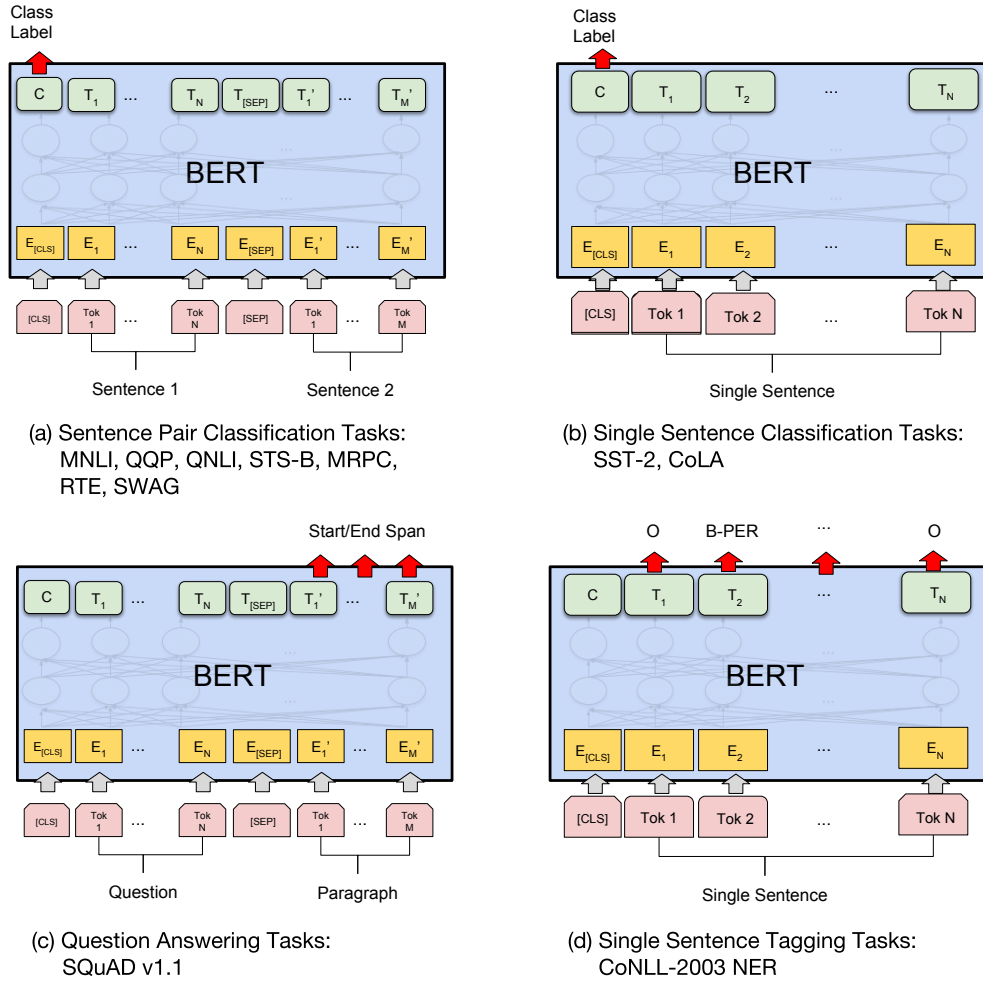 Class
Label
C T1 ... TN T[SEP] T1' ... TM'
...
BERT
...
E[CLS] E1 ... EN E[SEP] E1' ... EM'
[CLS] Tok 1 ... Tok N [SEP] Tok 1 ... Tok M
Sentence 1 Sentence 2
(a) Sentence Pair Classification Tasks:
MNLI, QQP, QNLI, STS-B, MRPC,
RTE, SWAG
Class
Label
C T1 T2 ... TN
...
BERT
...
E[CLS] E1 E2 ... EN
[CLS] Tok 1 Tok 2 ... Tok N
Single Sentence
(b) Single Sentence Classification Tasks:
SST-2, CoLA
Start/End Span
C T1 ... TN T[SEP] T1' ... TM'
...
BERT
...
E[CLS] E1 ... EN E[SEP] E1' ... EM'
[CLS] Tok 1 ... Tok N [SEP] Tok 1 ... Tok M
Question Paragraph
(c) Question Answering Tasks:
SQuAD v1.1
O B-PER ... O
C T1 T2 ... TN
...
BERT
...
E[CLS] E1 E2 ... EN
[CLS] Tok 1 Tok 2 ... Tok N
Single Sentence
(d) Single Sentence Tagging Tasks:
CoNLL-2003 NER